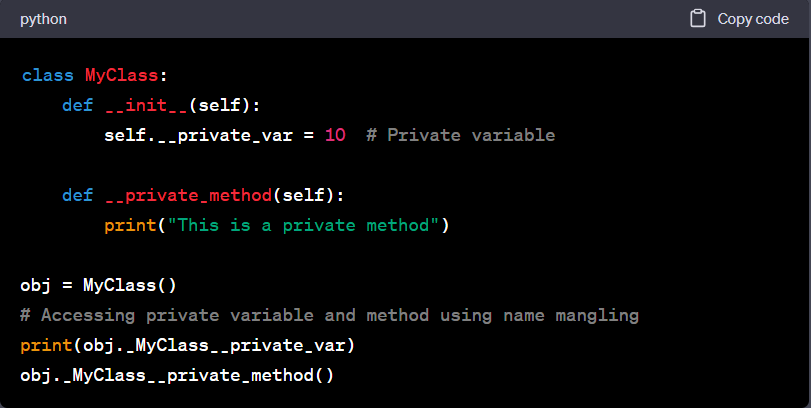 python
Copy code
class MyClass:
    def __init__(self):
        self.__private_var = 10  # Private variable
    def __private_method(self):
        print("This is a private method")
obj = MyClass()
# Accessing private variable and method using name mangling
print(obj._MyClass__private_var)
obj._MyClass__private_method()